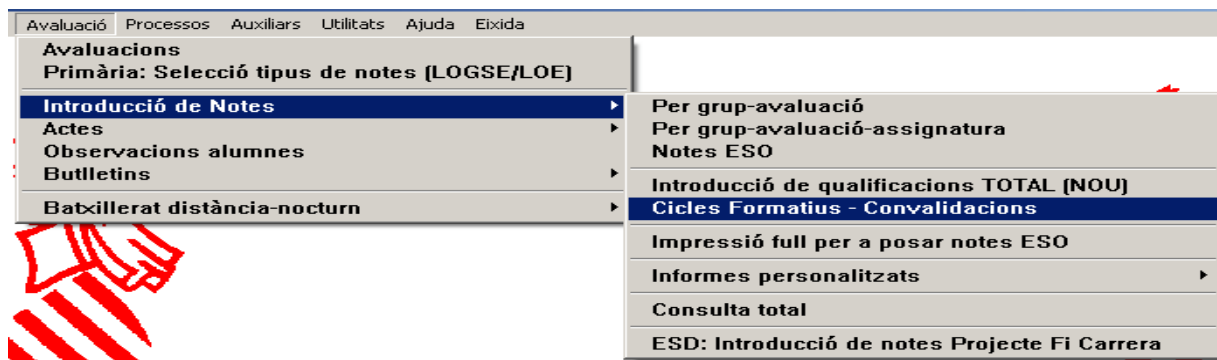 Avaluació Processos Auxiliars Utilitats Ajuda Eixida
Avaluacions
Primària: Selecció tipus de notes (LOGSE/LOE)
Introducció de Notes
Actes
Observacions alumnes
Butlletins
Batxillerat distància-nocturn
Per grup-avaluació
Per grup-avaluació-assignatura
Notes ESO
Introducció de qualificacions TOTAL (NOU)
Cicles Formatius - Convalidacions
Impressió full per a posar notes ESO
Informes personalitzats
Consulta total
ESD: Introducció de notes Projecte Fi Carrera